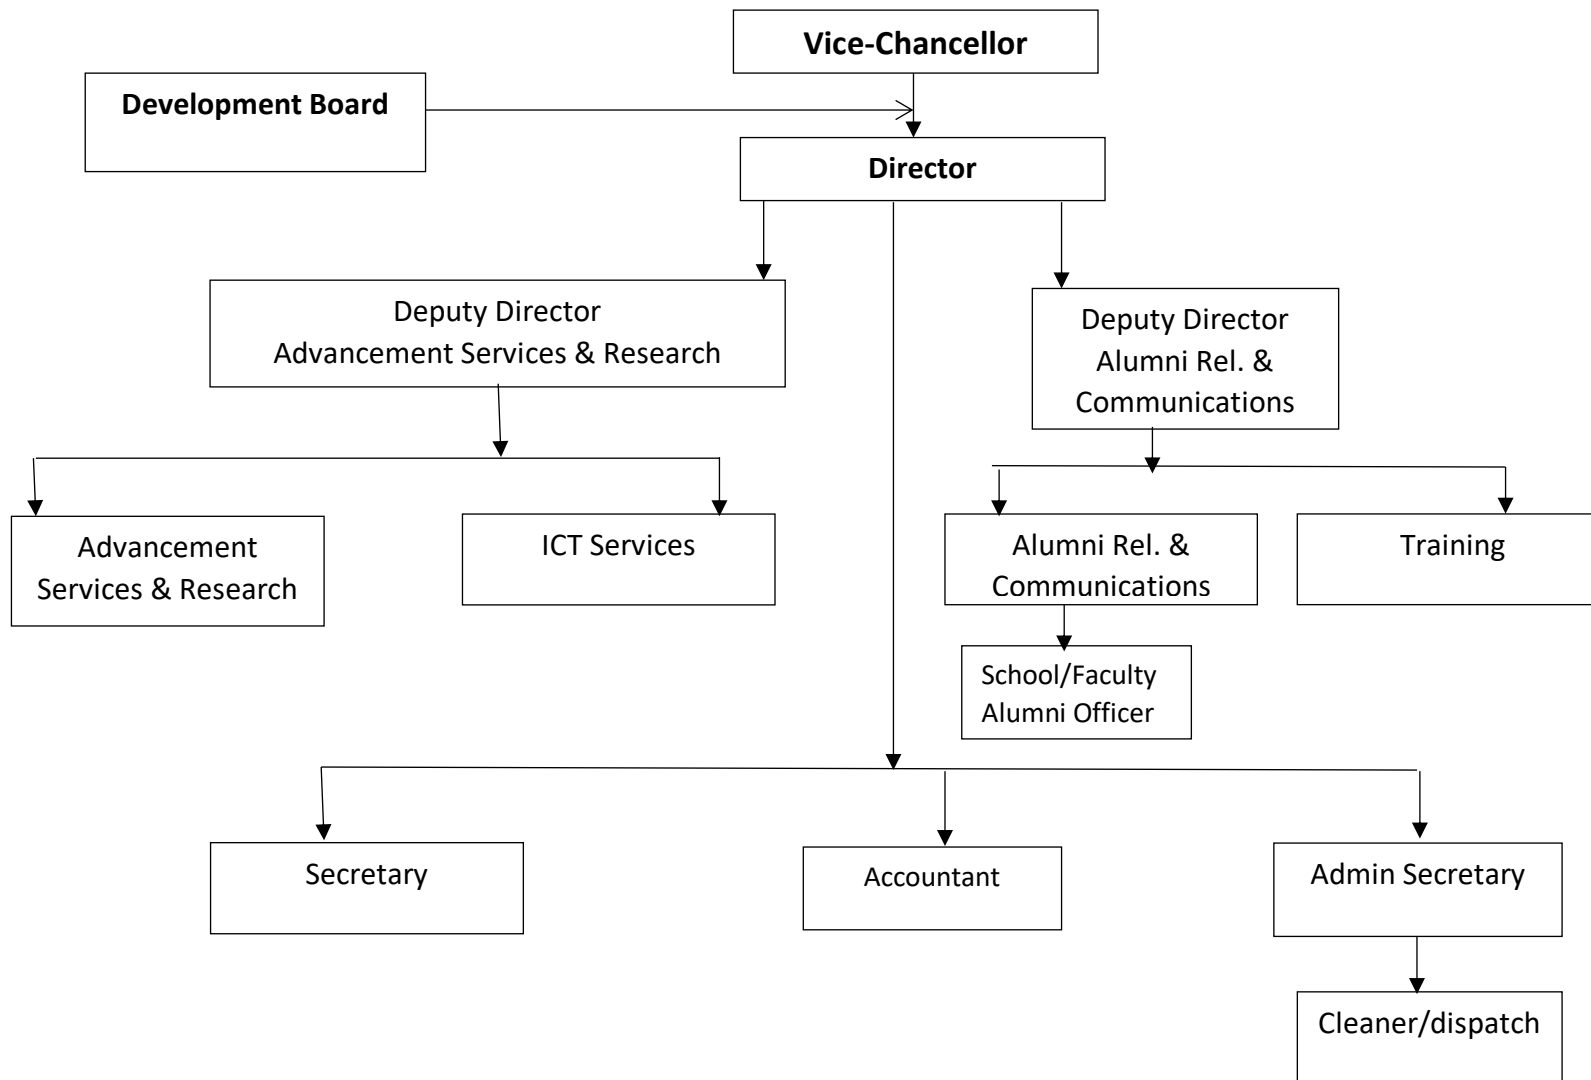 Vice-Chancellor
Development Board
Director
Deputy Director
Advancement Services & Research
Deputy Director
Alumni Rel. &
Communications
Advancement
Services & Research
ICT Services
Alumni Rel. &
Communications
Training
School/Faculty
Alumni Officer
Secretary
Accountant
Admin Secretary
Cleaner/dispatch